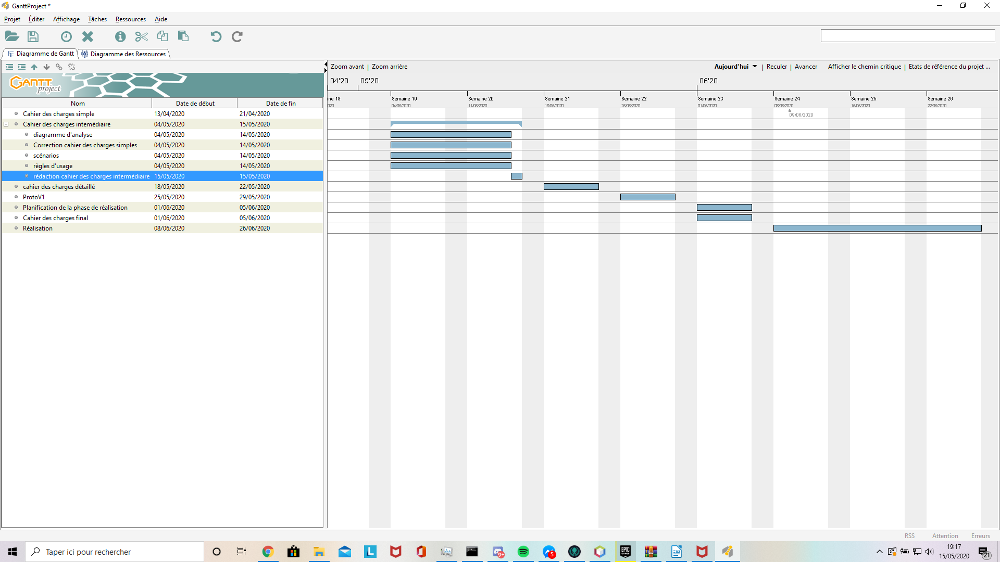 GanttProject *
Projet Éditer Affichage Tâches Ressources Aide
Diagramme de Gantt Diagramme des Ressources
Zoom avant | Zoom arrière Aujourd'hui | Reculer | Avancer Afficher le chemin critique | Etats de référence du projet ...
GANTT project
04'20 05'20 06'20
ine 18 Semaine 19 Semaine 20 Semaine 21 Semaine 22 Semaine 23 Semaine 24 Semaine 25 Semaine 26
020 04/05/2020 11/05/2020 18/05/2020 25/05/2020 01/06/2020 08/06/2020 15/06/2020 22/06/2020
09/06/2020
Nom Date de début Date de fin
Cahier des charges simple 13/04/2020 21/04/2020
Cahier des charges intemédiaire 04/05/2020 15/05/2020
diagramme d'analyse 04/05/2020 14/05/2020
Correction cahier des charges simples 04/05/2020 14/05/2020
scénarios 04/05/2020 14/05/2020
règles d'usage 04/05/2020 14/05/2020
rédaction cahier des charges intermédiaire 15/05/2020 15/05/2020
cahier des charges détaillé 18/05/2020 22/05/2020
ProtoV1 25/05/2020 29/05/2020
Planification de la phase de réalisation 01/06/2020 05/06/2020
Cahier des charges final 01/06/2020 05/06/2020
Réalisation 08/06/2020 26/06/2020
RSS Attention Erreurs
Taper ici pour rechercher
L
9+
5
EPIC GAMES
19:17
15/05/2020
21